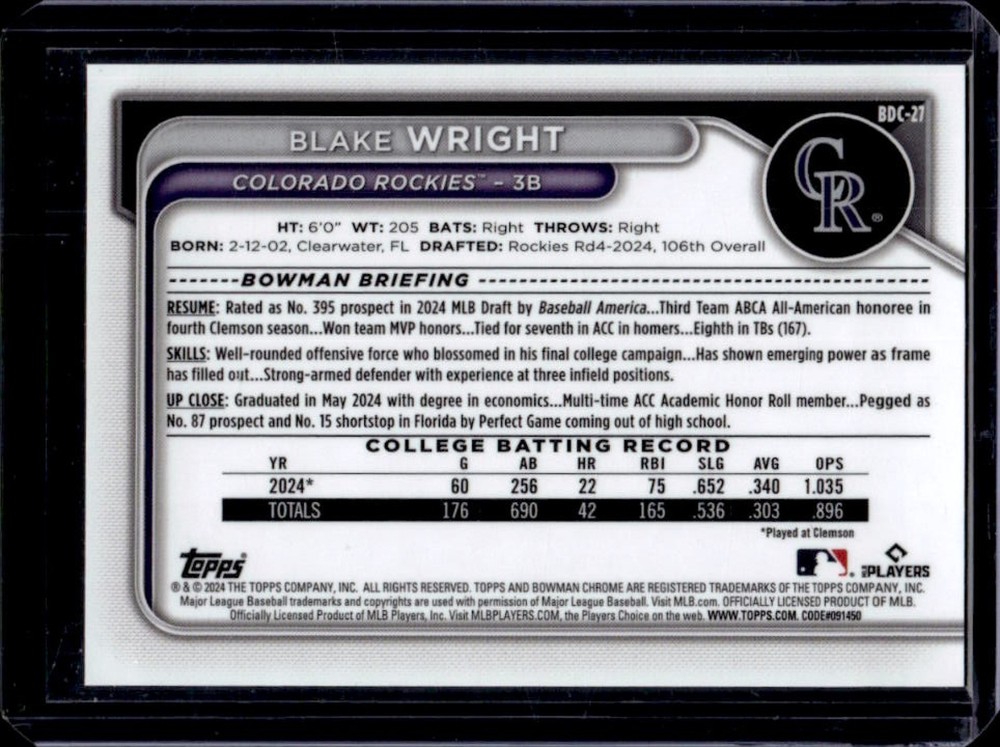 BDC-27
BLAKE WRIGHT
COLORADO ROCKIES™ - 3B
CR®
HT: 6'0" WT: 205 BATS: Right THROWS: Right
BORN: 2-12-02, Clearwater, FL DRAFTED: Rockies Rd4-2024, 106th Overall
BOWMAN BRIEFING
RESUME: Rated as No. 395 prospect in 2024 MLB Draft by Baseball America...Third Team ABCA All-American honoree in
fourth Clemson season...Won team MVP honors...Tied for seventh in ACC in homers...Eighth in TBs (167).
SKILLS: Well-rounded offensive force who blossomed in his final college campaign...Has shown emerging power as frame
has filled out...Strong-armed defender with experience at three infield positions.
UP CLOSE: Graduated in May 2024 with degree in economics...Multi-time ACC Academic Honor Roll member...Pegged as
No. 87 prospect and No. 15 shortstop in Florida by Perfect Game coming out of high school.
COLLEGE BATTING RECORD
YR G AB HR RBI SLG AVG OPS
2024* 60 256 22 75 .652 .340 1.035
TOTALS 176 690 42 165 .536 .303 .896
*Played at Clemson
Topps® MLB PLAYERS
® & © 2024 THE TOPPS COMPANY, INC. ALL RIGHTS RESERVED. TOPPS AND BOWMAN CHROME ARE REGISTERED TRADEMARKS OF THE TOPPS COMPANY, INC.
Major League Baseball trademarks and copyrights are used with permission of Major League Baseball. Visit MLB.com. OFFICIALLY LICENSED PRODUCT OF MLB.
Officially Licensed Product of MLB Players, Inc. Visit MLBPLAYERS.COM, the Players Choice on the web. WWW.TOPPS.COM. CODE#091450